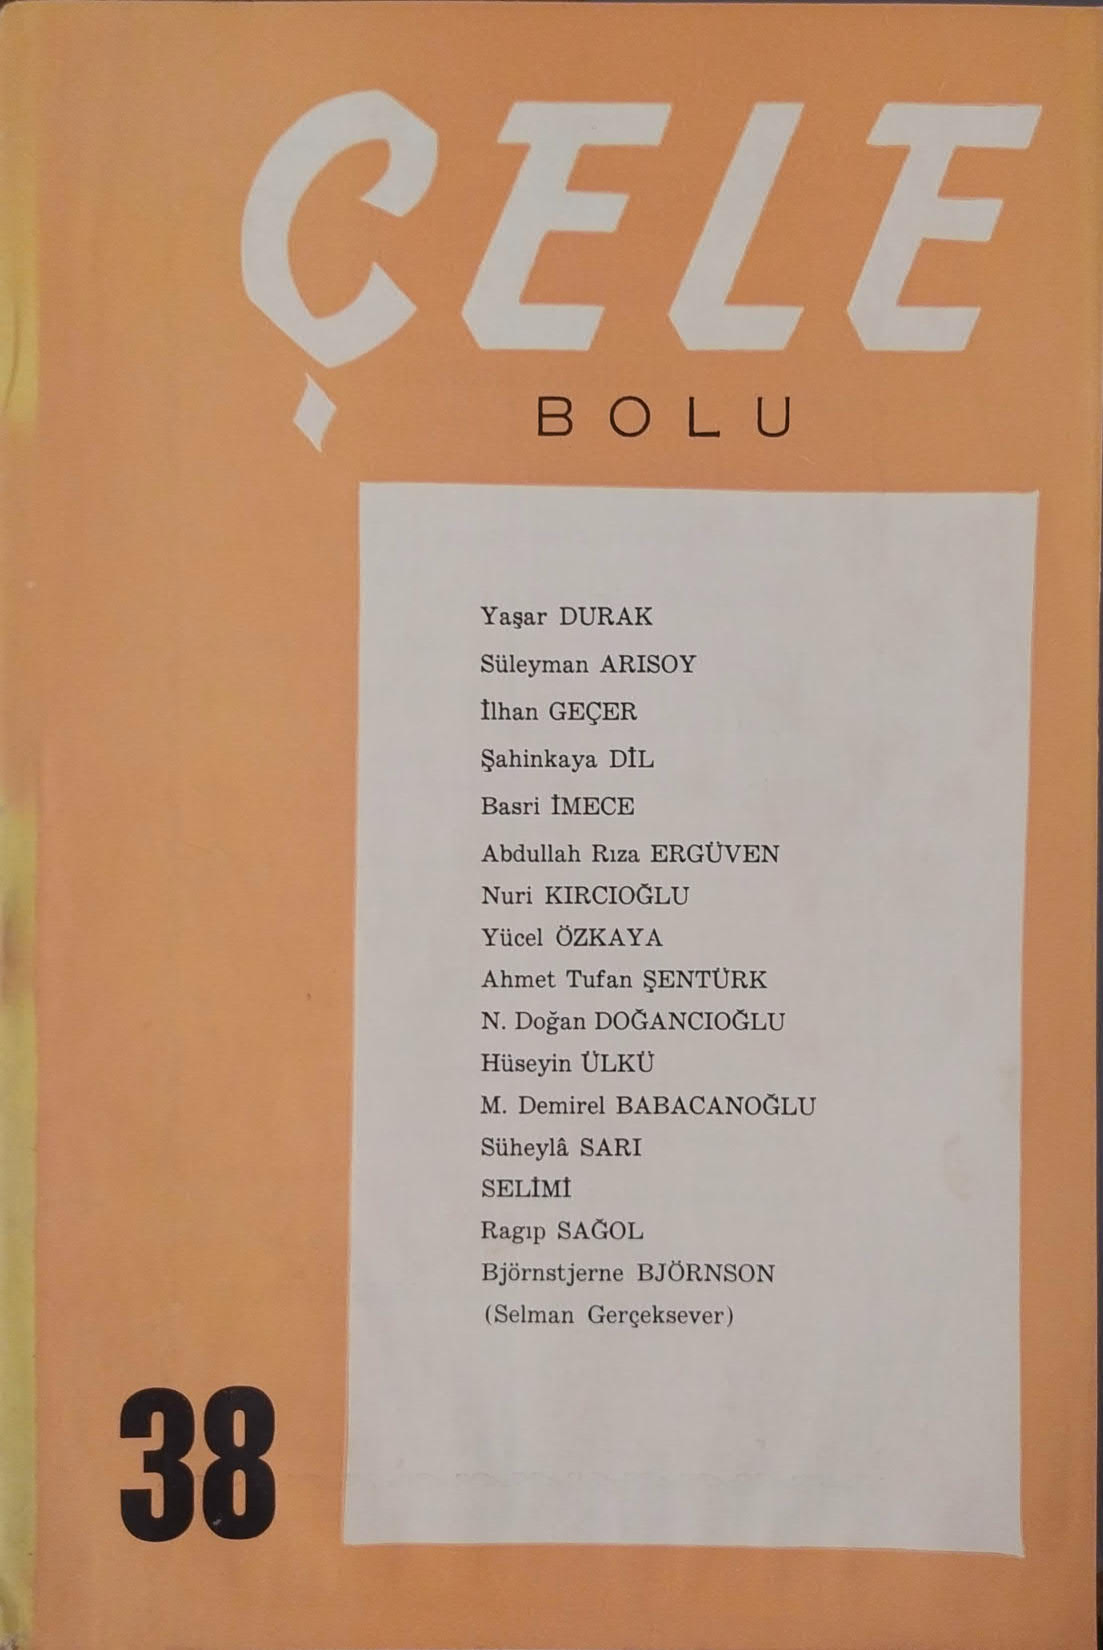 ÇELE
BOLU
Yaşar DURAK
Süleyman ARISOY
İlhan GEÇER
Şahinkaya DİL
Basri İMECE
Abdullah Rıza ERGÜVEN
Nuri KIRCIOĞLU
Yücel ÖZKAYA
Ahmet Tufan ŞENTÜRK
N. Doğan DOĞANCIOĞLU
Hüseyin ÜLKÜ
M. Demirel BABACANOĞLU
Süheylâ SARI
SELİMİ
Ragıp SAĞOL
Björnstjerne BJÖRNSON
(Selman Gerçeksever)
38